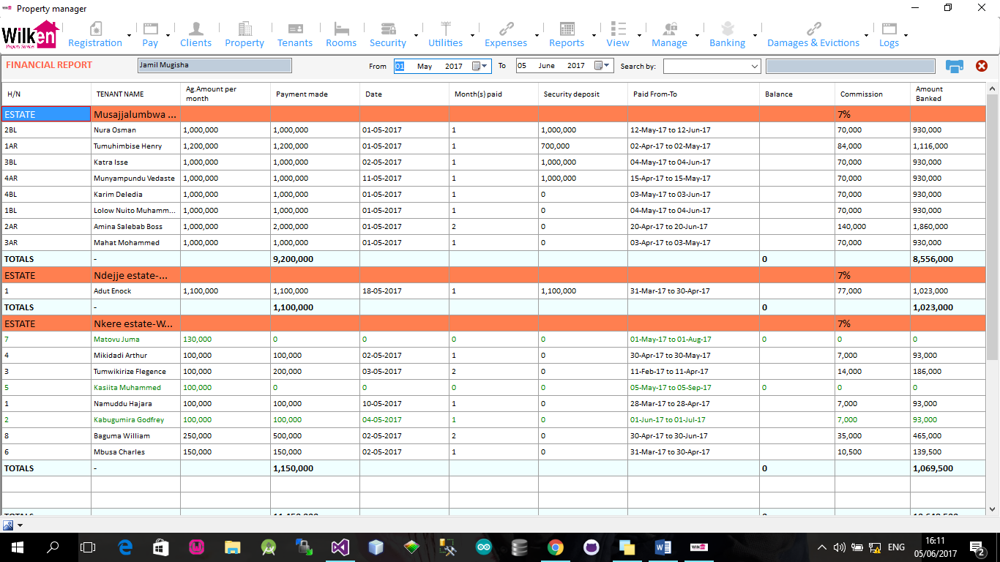 Property manager
Wilken
Property Services
Registration Pay Clients Property Tenants Rooms Security Utilities Expenses Reports View Manage Banking Damages & Evictions Logs
FINANCIAL REPORT Jamil Mugisha From 01 May 2017 To 05 June 2017 Search by:
H/N TENANT NAME Ag.Amount per month Payment made Date Month(s) paid Security deposit Paid From-To Balance Commission Amount Banked
ESTATE Musajjalumbwa ... 7%
2BL Nura Osman 1,000,000 1,000,000 01-05-2017 1 1,000,000 12-May-17 to 12-Jun-17 70,000 930,000
1AR Tumuhimbise Henry 1,200,000 1,200,000 01-05-2017 1 700,000 02-Apr-17 to 02-May-17 84,000 1,116,000
3BL Katra Isse 1,000,000 1,000,000 02-05-2017 1 1,000,000 04-May-17 to 04-Jun-17 70,000 930,000
4AR Munyampundu Vedaste 1,000,000 1,000,000 11-05-2017 1 1,000,000 15-Apr-17 to 15-May-17 70,000 930,000
4BL Karim Deledia 1,000,000 1,000,000 01-05-2017 1 0 03-May-17 to 03-Jun-17 70,000 930,000
1BL Lolow Nuito Muhamm... 1,000,000 1,000,000 01-05-2017 1 0 04-May-17 to 04-Jun-17 70,000 930,000
2AR Amina Salebab Boss 1,000,000 2,000,000 01-05-2017 2 0 20-Apr-17 to 20-Jun-17 140,000 1,860,000
3AR Mahat Mohammed 1,000,000 1,000,000 01-05-2017 1 0 03-Apr-17 to 03-May-17 70,000 930,000
TOTALS - 9,200,000 0 8,556,000
ESTATE Ndejje estate-... 7%
1 Adut Enock 1,100,000 1,100,000 18-05-2017 1 1,100,000 31-Mar-17 to 30-Apr-17 77,000 1,023,000
TOTALS - 1,100,000 0 1,023,000
ESTATE Nkere estate-W... 7%
7 Matovu Juma 130,000 0 0 0 0 01-May-17 to 01-Aug-17 0 0 0
4 Mikidadi Arthur 100,000 100,000 02-05-2017 1 0 30-Apr-17 to 30-May-17 7,000 93,000
3 Tumwikirize Flegence 100,000 200,000 03-05-2017 2 0 11-Feb-17 to 11-Apr-17 14,000 186,000
5 Kasiita Muhammed 100,000 0 0 0 0 05-May-17 to 05-Sep-17 0 0 0
1 Namuddu Hajara 100,000 100,000 10-05-2017 1 0 28-Mar-17 to 28-Apr-17 7,000 93,000
2 Kabugumira Godfrey 100,000 100,000 04-05-2017 1 0 01-Jun-17 to 01-Jul-17 7,000 93,000
8 Baguma William 250,000 500,000 02-05-2017 2 0 30-Apr-17 to 30-Jun-17 35,000 465,000
6 Mbusa Charles 150,000 150,000 02-05-2017 1 0 31-Mar-17 to 30-Apr-17 10,500 139,500
TOTALS - 1,150,000 0 1,069,500
ENG 16:11
05/06/2017 2